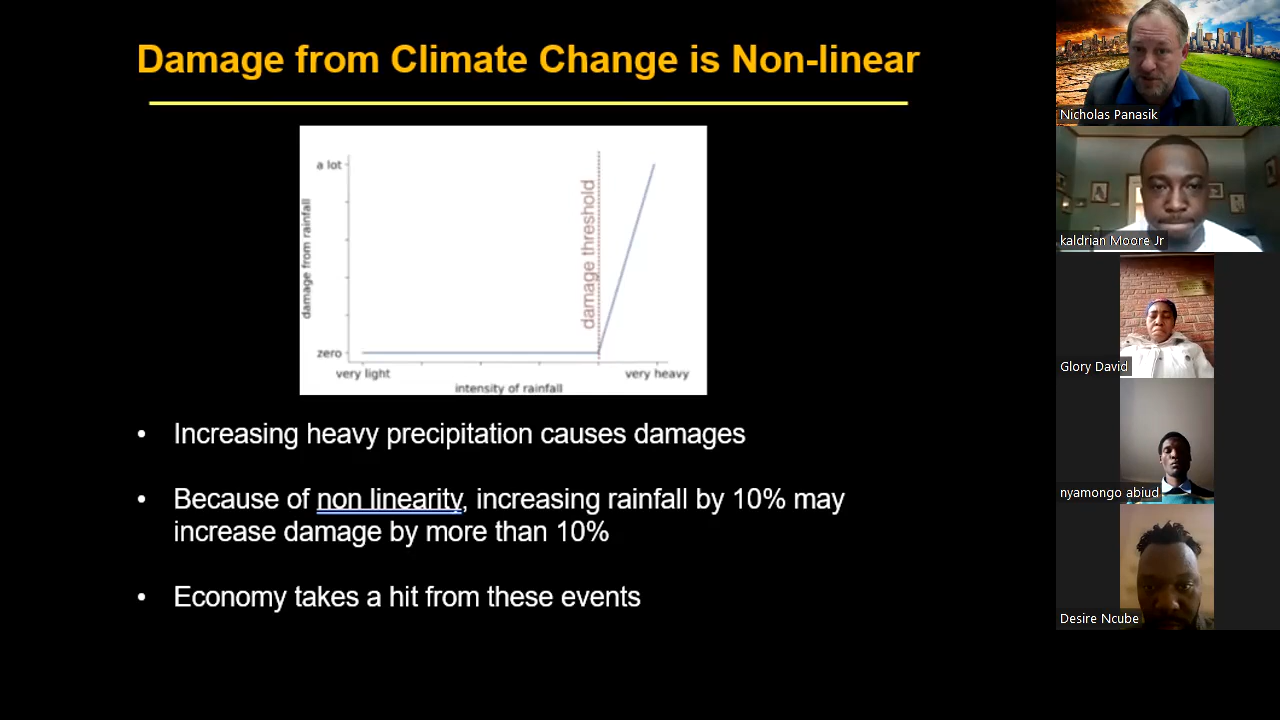 Damage from Climate Change is Non-linear
a lot
damage from rainfall
damage threshold
zero
very light
very heavy
intensity of rainfall
• Increasing heavy precipitation causes damages
• Because of non linearity, increasing rainfall by 10% may
increase damage by more than 10%
• Economy takes a hit from these events
Nicholas Panasik
kaldrian Moore Jr
Glory David
nyamongo abiud
Desire Ncube